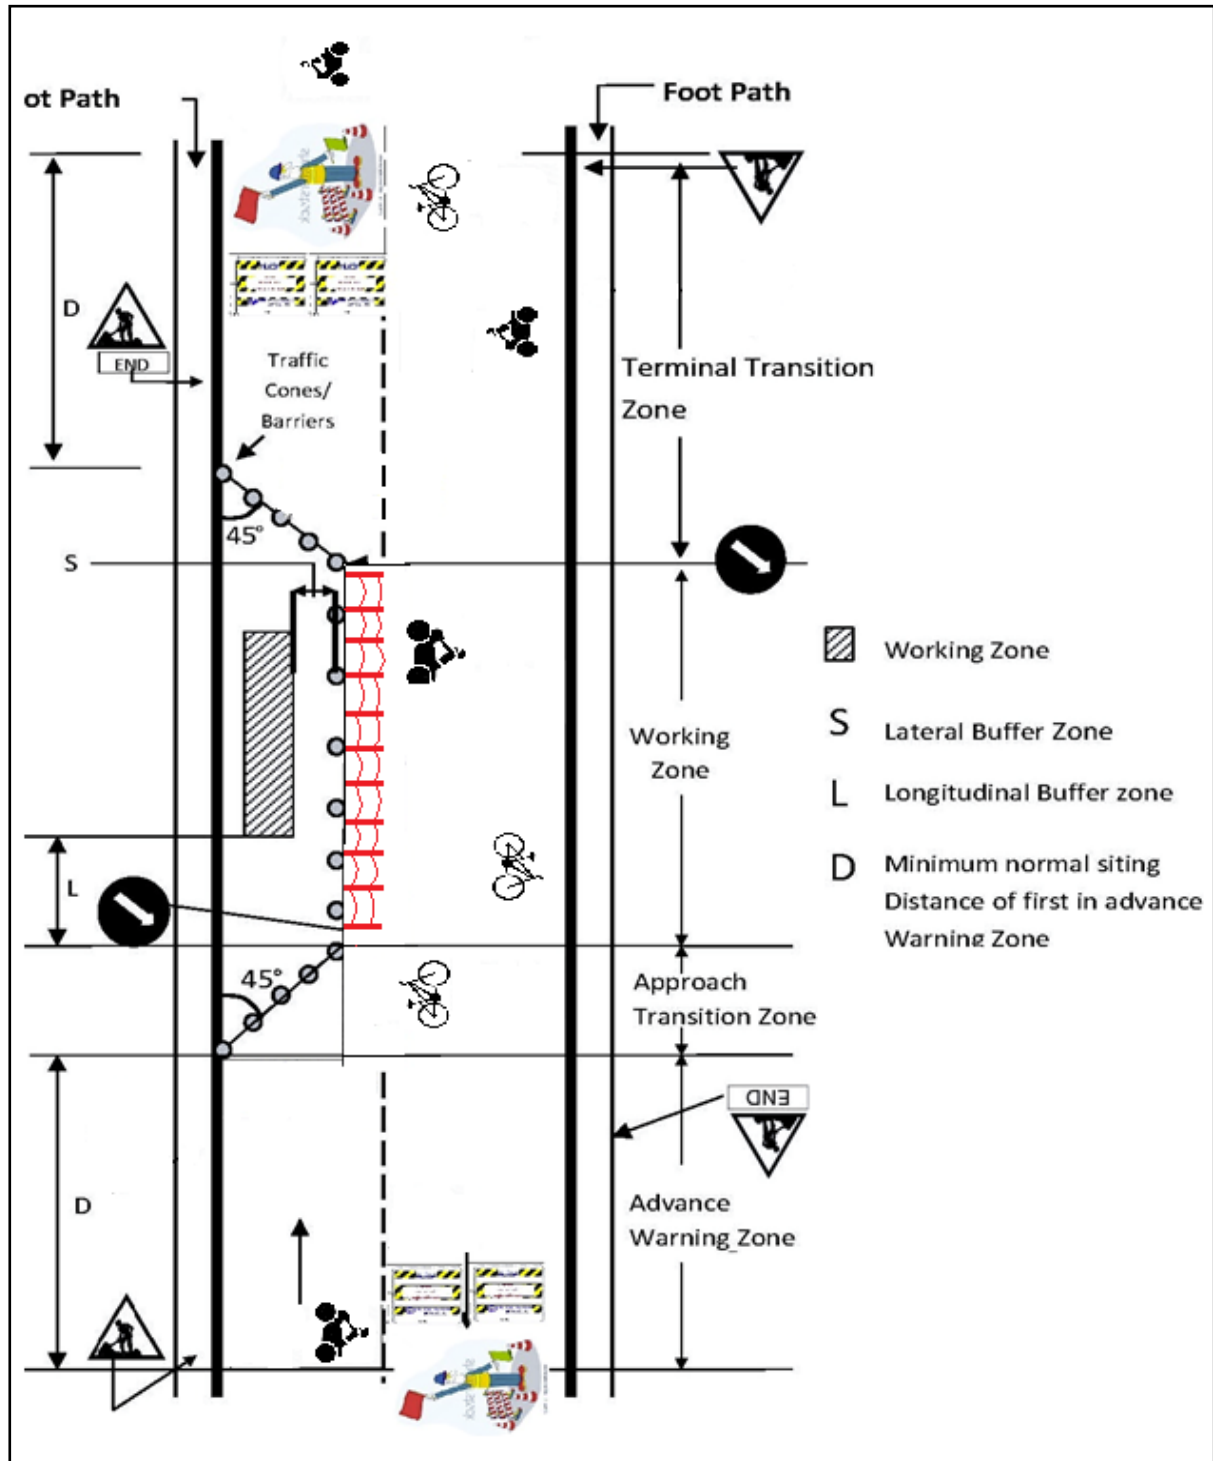 ot Path
Foot Path
D
END
Traffic
Cones/
Barriers
Terminal Transition
Zone
45°
S
Working Zone
S
Lateral Buffer Zone
Working
Zone
L
Longitudinal Buffer zone
D
Minimum normal siting
Distance of first in advance
Warning Zone
L
45°
Approach
Transition Zone
END
D
Advance
Warning Zone